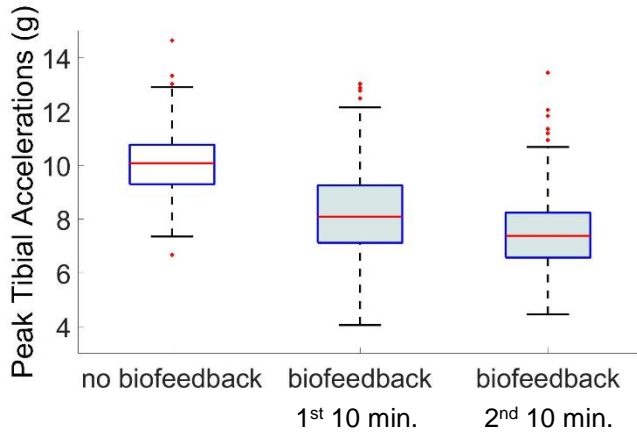 Peak Tibial Accelerations (g)
14
12
10
8
6
4
no biofeedback
biofeedback
1st 10 min.
biofeedback
2nd 10 min.